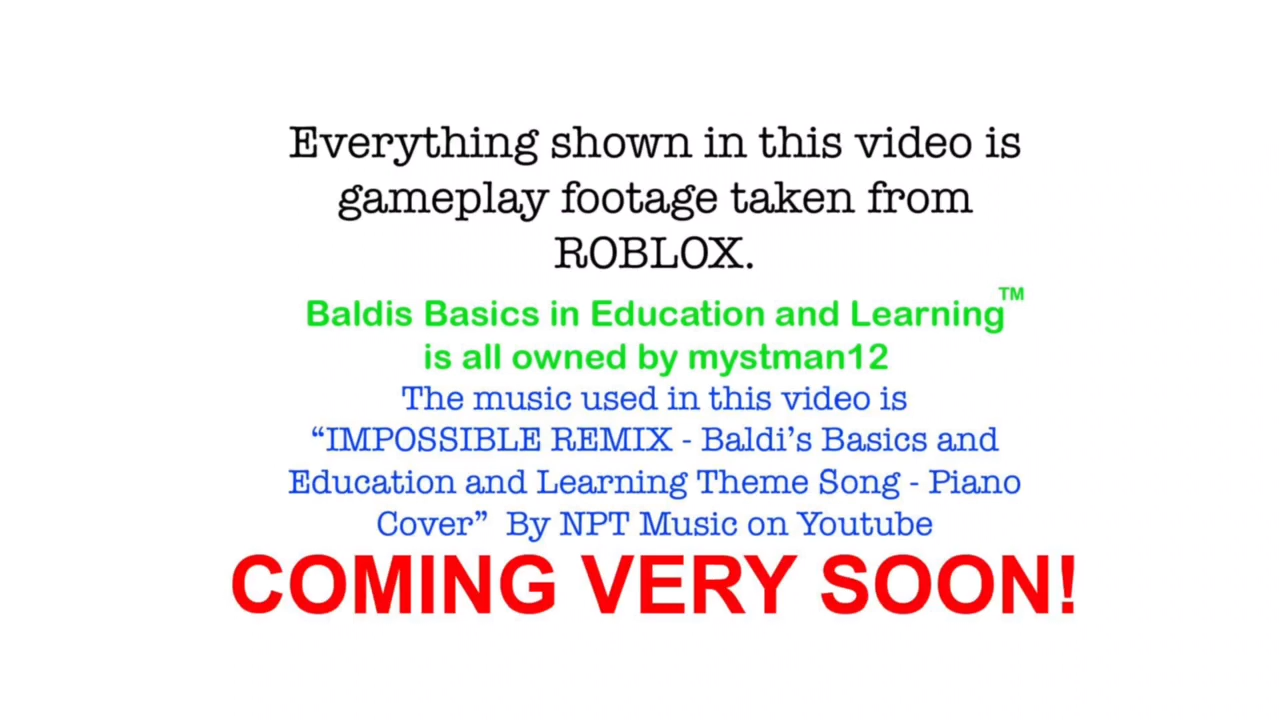 Everything shown in this video is
gameplay footage taken from
ROBLOX.
Baldis Basics in Education and Learning™
is all owned by mystman12
The music used in this video is
“IMPOSSIBLE REMIX - Baldi’s Basics and
Education and Learning Theme Song - Piano
Cover”  By NPT Music on Youtube
COMING VERY SOON!